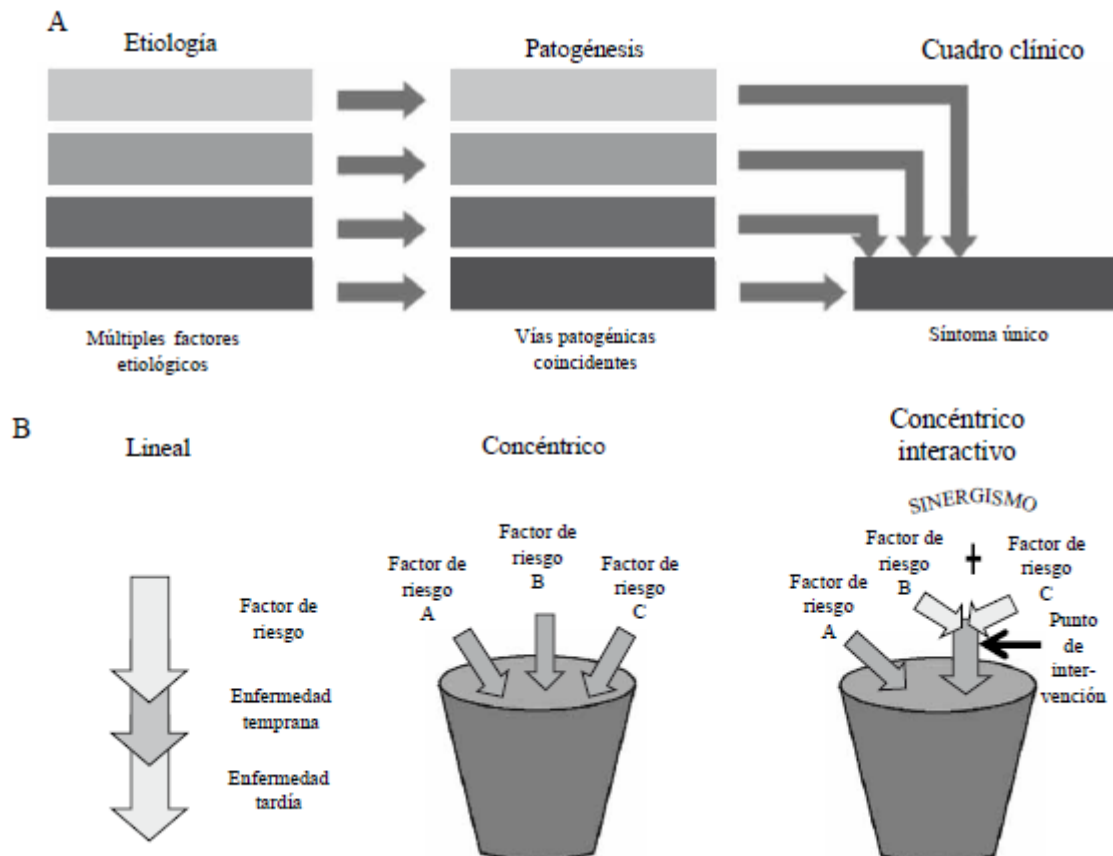 A
Etiología
Patogénesis
Cuadro clínico
Múltiples factores
etiológicos
Vías patogénicas
coincidentes
Síntoma único
B
Lineal
Factor de
riesgo
Enfermedad
temprana
Enfermedad
tardía
Concéntrico
Factor de
riesgo
A
Factor de
riesgo
B
Factor de
riesgo
C
Concéntrico
interactivo
SINERGISMO
Factor de
riesgo
A
Factor de
riesgo
B
+
Factor de
riesgo
C
Punto
de
inter-
vención